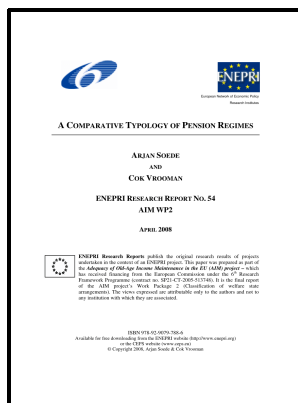 6
ENEPRI
European Network of Economic Policy
Research Institutes
A COMPARATIVE TYPOLOGY OF PENSION REGIMES
ARJAN SOEDE
AND
COK VROOMAN
ENEPRI RESEARCH REPORT NO. 54
AIM WP2
APRIL 2008
ENEPRI Research Reports publish the original research results of projects
undertaken in the context of an ENEPRI project. This paper was prepared as part of
the Adequacy of Old-Age Income Maintenance in the EU (AIM) project – which
has received financing from the European Commission under the 6th Research
Framework Programme (contract no. SP21-CT-2005-513748). It is the final report
of the AIM project's Work Package 2 (Classification of welfare state
arrangements). The views expressed are attributable only to the authors and not to
any institution with which they are associated.
ISBN 978-92-9079-788-6
Available for free downloading from the ENEPRI website (http://www.enepri.org)
or the CEPS website (www.ceps.eu)
© Copyright 2008, Arjan Soede & Cok Vrooman